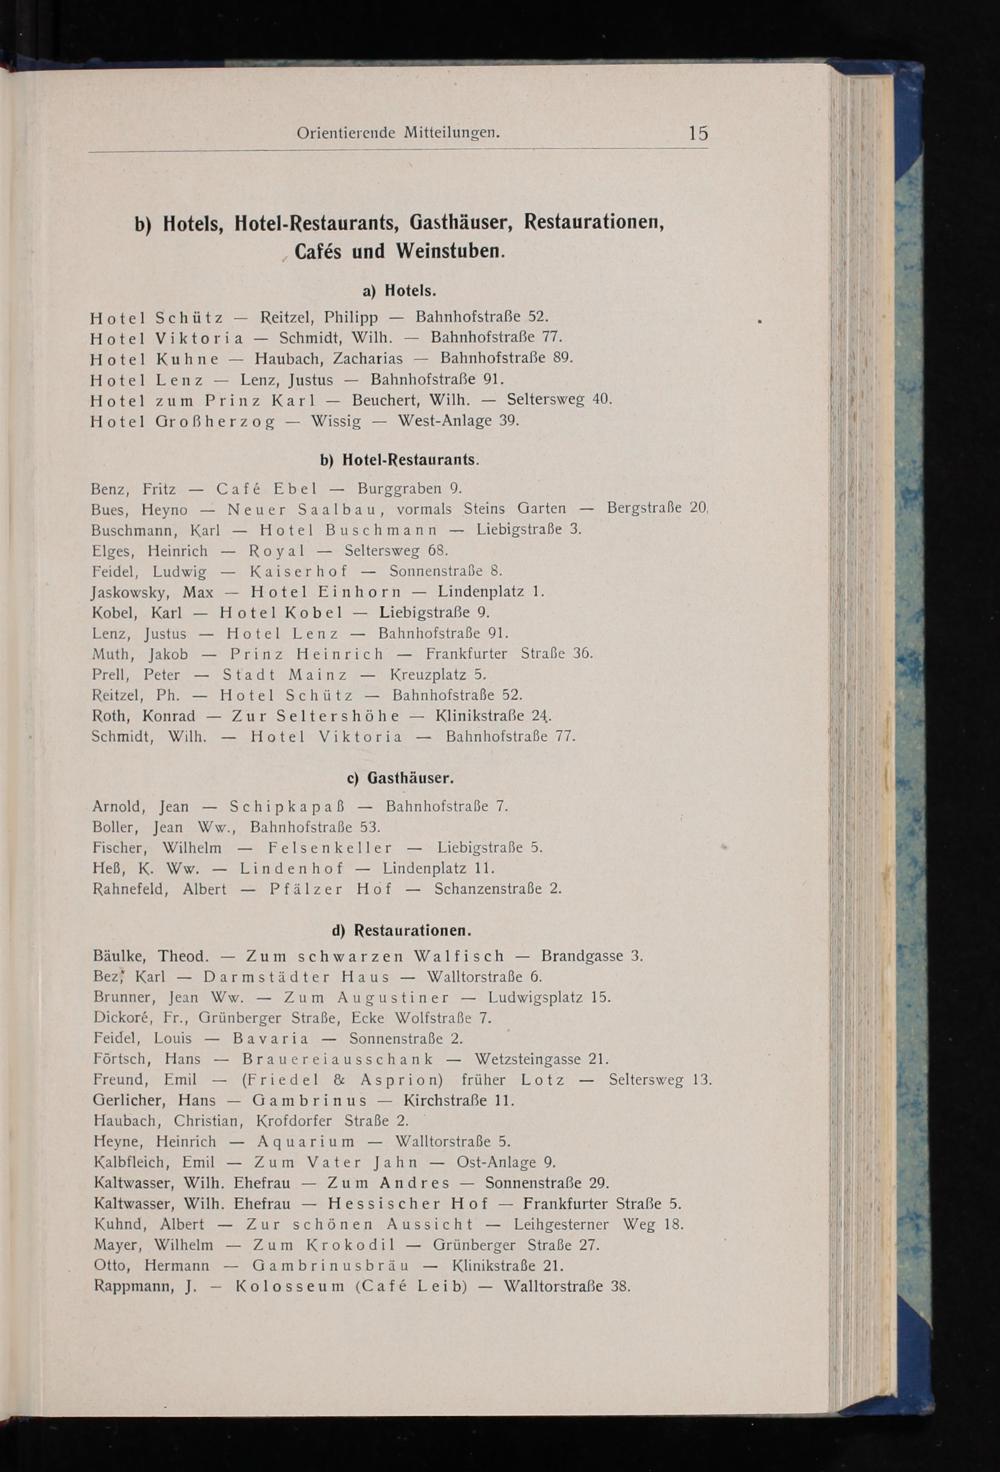 Orientierende Mitteilungen. 15
b) Hotels, Hotel-Restaurants, Gasthäuser, Restaurationen,
Cafés und Weinstuben.
a) Hotels.
Hotel Schütz — Reitzel, Philipp — Bahnhofstraße 52.
Hotel Viktoria — Schmidt, Wilh. — Bahnhofstraße 77.
Hotel Kuhne — Haubach, Zacharias — Bahnhofstraße 89.
Hotel Lenz — Lenz, Justus — Bahnhofstraße 91.
Hotel zum Prinz Karl — Beuchert, Wilh. — Seltersweg 40.
Hotel Großherzog — Wissig — West-Anlage 39.
b) Hotel-Restaurants.
Benz, Fritz — Café Ebel — Burggraben 9.
Bues, Heyno — Neuer Saalbau, vormals Steins Garten — Bergstraße 20.
Buschmann, Karl — Hotel Buschmann — Liebigstraße 3.
Elges, Heinrich — Royal — Seltersweg 68.
Feidel, Ludwig — Kaiserhof — Sonnenstraße 8.
Jaskowsky, Max — Hotel Einhorn — Lindenplatz 1.
Kobel, Karl — Hotel Kobel — Liebigstraße 9.
Lenz, Justus — Hotel Lenz — Bahnhofstraße 91.
Muth, Jakob — Prinz Heinrich — Frankfurter Straße 36.
Prell, Peter — Stadt Mainz — Kreuzplatz 5.
Reitzel, Ph. — Hotel Schütz — Bahnhofstraße 52.
Roth, Konrad — Zur Seltershöhe — Klinikstraße 24.
Schmidt, Wilh. — Hotel Viktoria — Bahnhofstraße 77.
c) Gasthäuser.
Arnold, Jean — Schipkapaß — Bahnhofstraße 7.
Boller, Jean Ww., Bahnhofstraße 53.
Fischer, Wilhelm — Felsenkeller — Liebigstraße 5.
Heß, K. Ww. — Lindenhof — Lindenplatz 11.
Rahnefeld, Albert — Pfälzer Hof — Schanzenstraße 2.
d) Restaurationen.
Bäulke, Theod. — Zum schwarzen Walfisch — Brandgasse 3.
Bez, Karl — Darmstädter Haus — Walltorstraße 6.
Brunner, Jean Ww. — Zum Augustiner — Ludwigsplatz 15.
Dickoré, Fr., Grünberger Straße, Ecke Wolfstraße 7.
Feidel, Louis — Bavaria — Sonnenstraße 2.
Förtsch, Hans — Brauereiausschank — Wetzsteingasse 21.
Freund, Emil — (Friedel & Asprion) früher Lotz — Seltersweg 13.
Gerlicher, Hans — Gambrinus — Kirchstraße 11.
Haubach, Christian, Krofdorfer Straße 2.
Heyne, Heinrich — Aquarium — Walltorstraße 5.
Kalbfleich, Emil — Zum Vater Jahn — Ost-Anlage 9.
Kaltwasser, Wilh. Ehefrau — Zum Andres — Sonnenstraße 29.
Kaltwasser, Wilh. Ehefrau — Hessischer Hof — Frankfurter Straße 5.
Kuhnd, Albert — Zur schönen Aussicht — Leihgesterner Weg 18.
Mayer, Wilhelm — Zum Krokodil — Grünberger Straße 27.
Otto, Hermann — Gambrinusbräu — Klinikstraße 21.
Rappmann, J. — Kolosseum (Café Leib) — Walltorstraße 38.